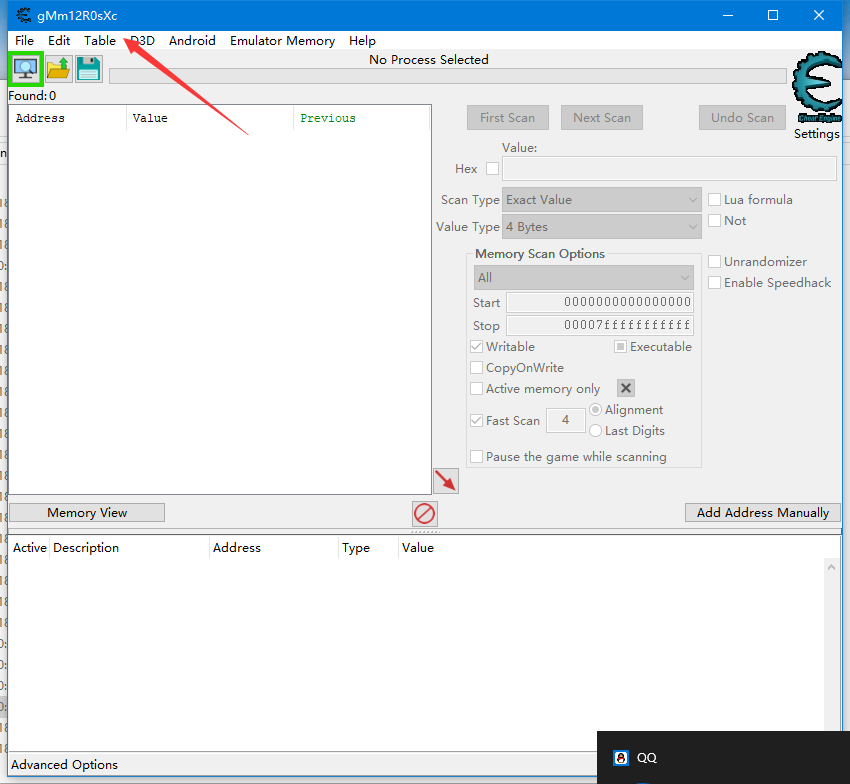 gMm12R0sXc
File Edit Table D3D Android Emulator Memory Help
No Process Selected
Found: 0
Address Value Previous
First Scan Next Scan Undo Scan
Cheat Engine
Settings
Value:
Hex
Scan Type Exact Value
Lua formula
Not
Value Type 4 Bytes
Memory Scan Options
All
Unrandomizer
Enable Speedhack
Start 0000000000000000
Stop 00007fffffffffff
Writable Executable
CopyOnWrite
Active memory only
Fast Scan 4 Alignment
Last Digits
Pause the game while scanning
Memory View Add Address Manually
Active Description Address Type Value
QQ
Advanced Options